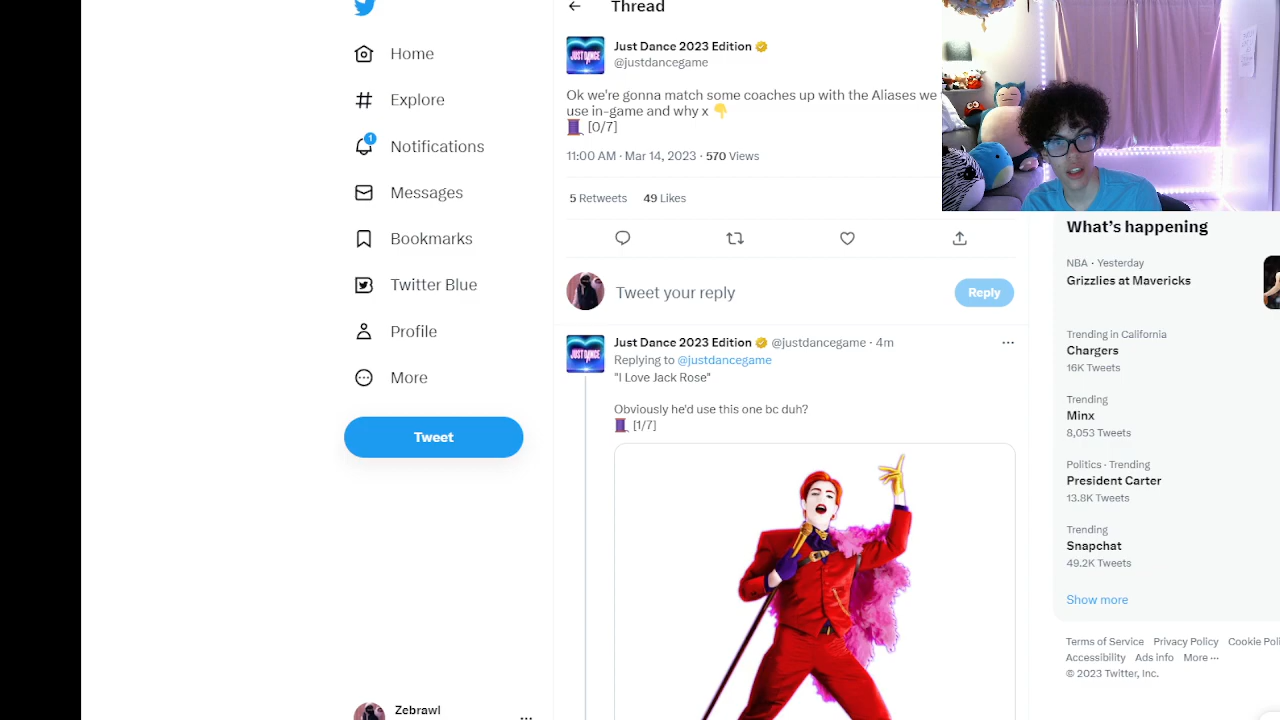 Home
Explore
1
Notifications
Messages
Bookmarks
Twitter Blue
Profile
More
Tweet
Zebrawl
Thread
Just Dance 2023 Edition
@justdancegame
Ok we're gonna match some coaches up with the Aliases we
use in-game and why x 👇
🧵 [0/7]
11:00 AM · Mar 14, 2023 · 570 Views
5 Retweets 49 Likes
Tweet your reply
Reply
JUST DANCE
Just Dance 2023 Edition @justdancegame · 4m
Replying to @justdancegame
"I Love Jack Rose"
Obviously he'd use this one bc duh?
🧵 [1/7]
What's happening
NBA · Yesterday
Grizzlies at Mavericks
Trending in California
Chargers
16K Tweets
Trending
Minx
8,053 Tweets
Politics · Trending
President Carter
13.8K Tweets
Trending
Snapchat
49.2K Tweets
Show more
Terms of Service Privacy Policy Cookie Poli
Accessibility Ads info More ···
© 2023 Twitter, Inc.